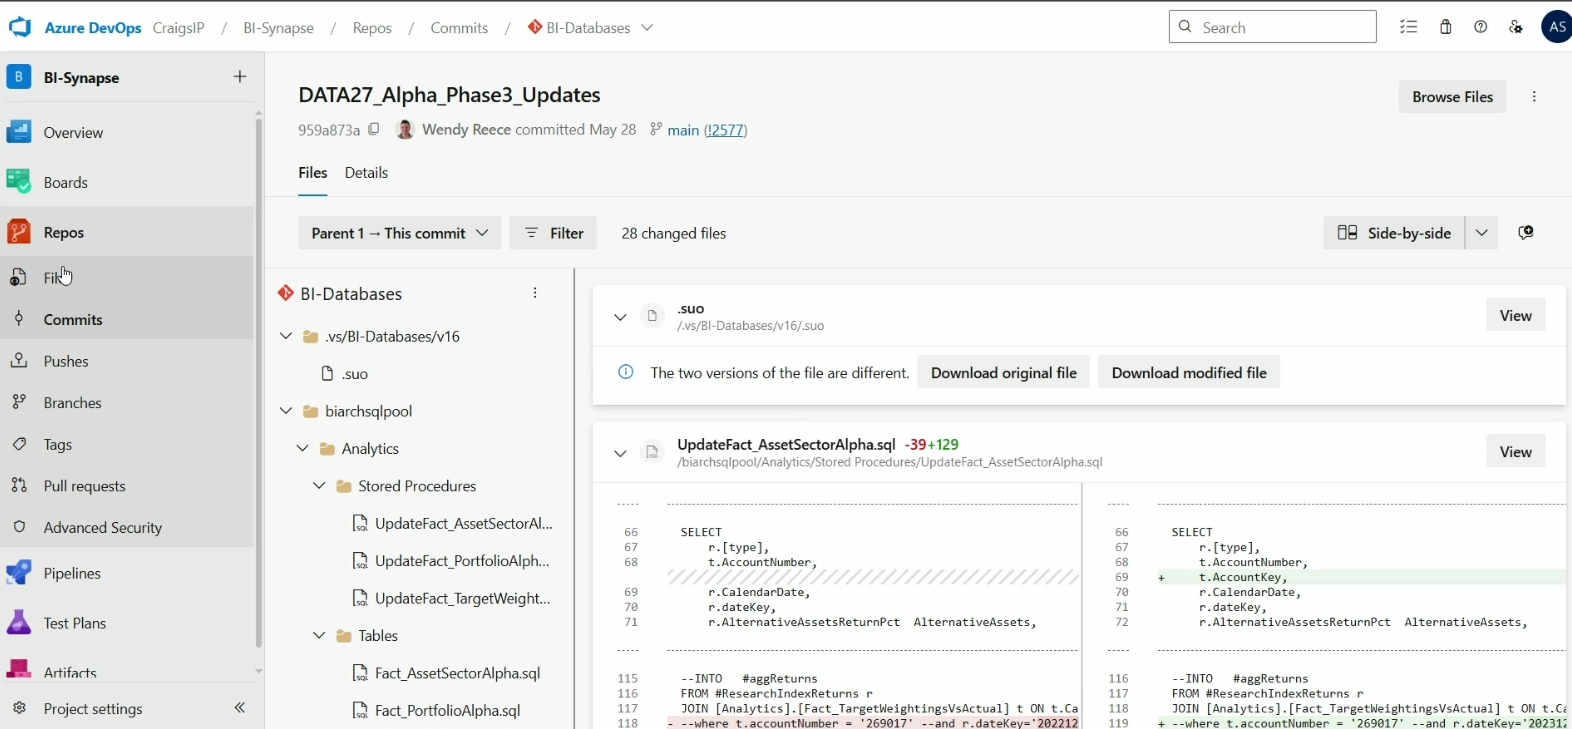 Azure DevOps CraigsIP / BI-Synapse / Repos / Commits / BI-Databases
Search
AS
B BI-Synapse +
Overview
Boards
Repos
Commits
Pushes
Branches
Tags
Pull requests
Advanced Security
Pipelines
Test Plans
Artifacts
Project settings
DATA27_Alpha_Phase3_Updates
Browse Files
959a873a Wendy Reece committed May 28 main (!2577)
Files Details
Parent 1 → This commit Filter 28 changed files Side-by-side
BI-Databases
.vs/BI-Databases/v16
.suo
biarchsqlpool
Analytics
Stored Procedures
UpdateFact_AssetSectorAl...
UpdateFact_PortfolioAlph...
UpdateFact_TargetWeight...
Tables
Fact_AssetSectorAlpha.sql
Fact_PortfolioAlpha.sql
.suo
/.vs/BI-Databases/v16/.suo
View
The two versions of the file are different. Download original file Download modified file
UpdateFact_AssetSectorAlpha.sql -39+129
/biarchsqlpool/Analytics/Stored Procedures/UpdateFact_AssetSectorAlpha.sql
View
66 SELECT
67 r.[type],
68 t.AccountNumber,
69 r.CalendarDate,
70 r.dateKey,
71 r.AlternativeAssetsReturnPct AlternativeAssets,
115 --INTO #aggReturns
116 FROM #ResearchIndexReturns r
117 JOIN [Analytics].[Fact_TargetWeightingsVsActual] t ON t.Ca
118 - --where t.accountNumber = '269017' --and r.dateKey='202212
66 SELECT
67 r.[type],
68 t.AccountNumber,
69 + t.AccountKey,
70 r.CalendarDate,
71 r.dateKey,
72 r.AlternativeAssetsReturnPct AlternativeAssets,
116 --INTO #aggReturns
117 FROM #ResearchIndexReturns r
118 JOIN [Analytics].[Fact_TargetWeightingsVsActual] t ON t.Ca
119 + --where t.accountNumber = '269017' --and r.dateKey='202312